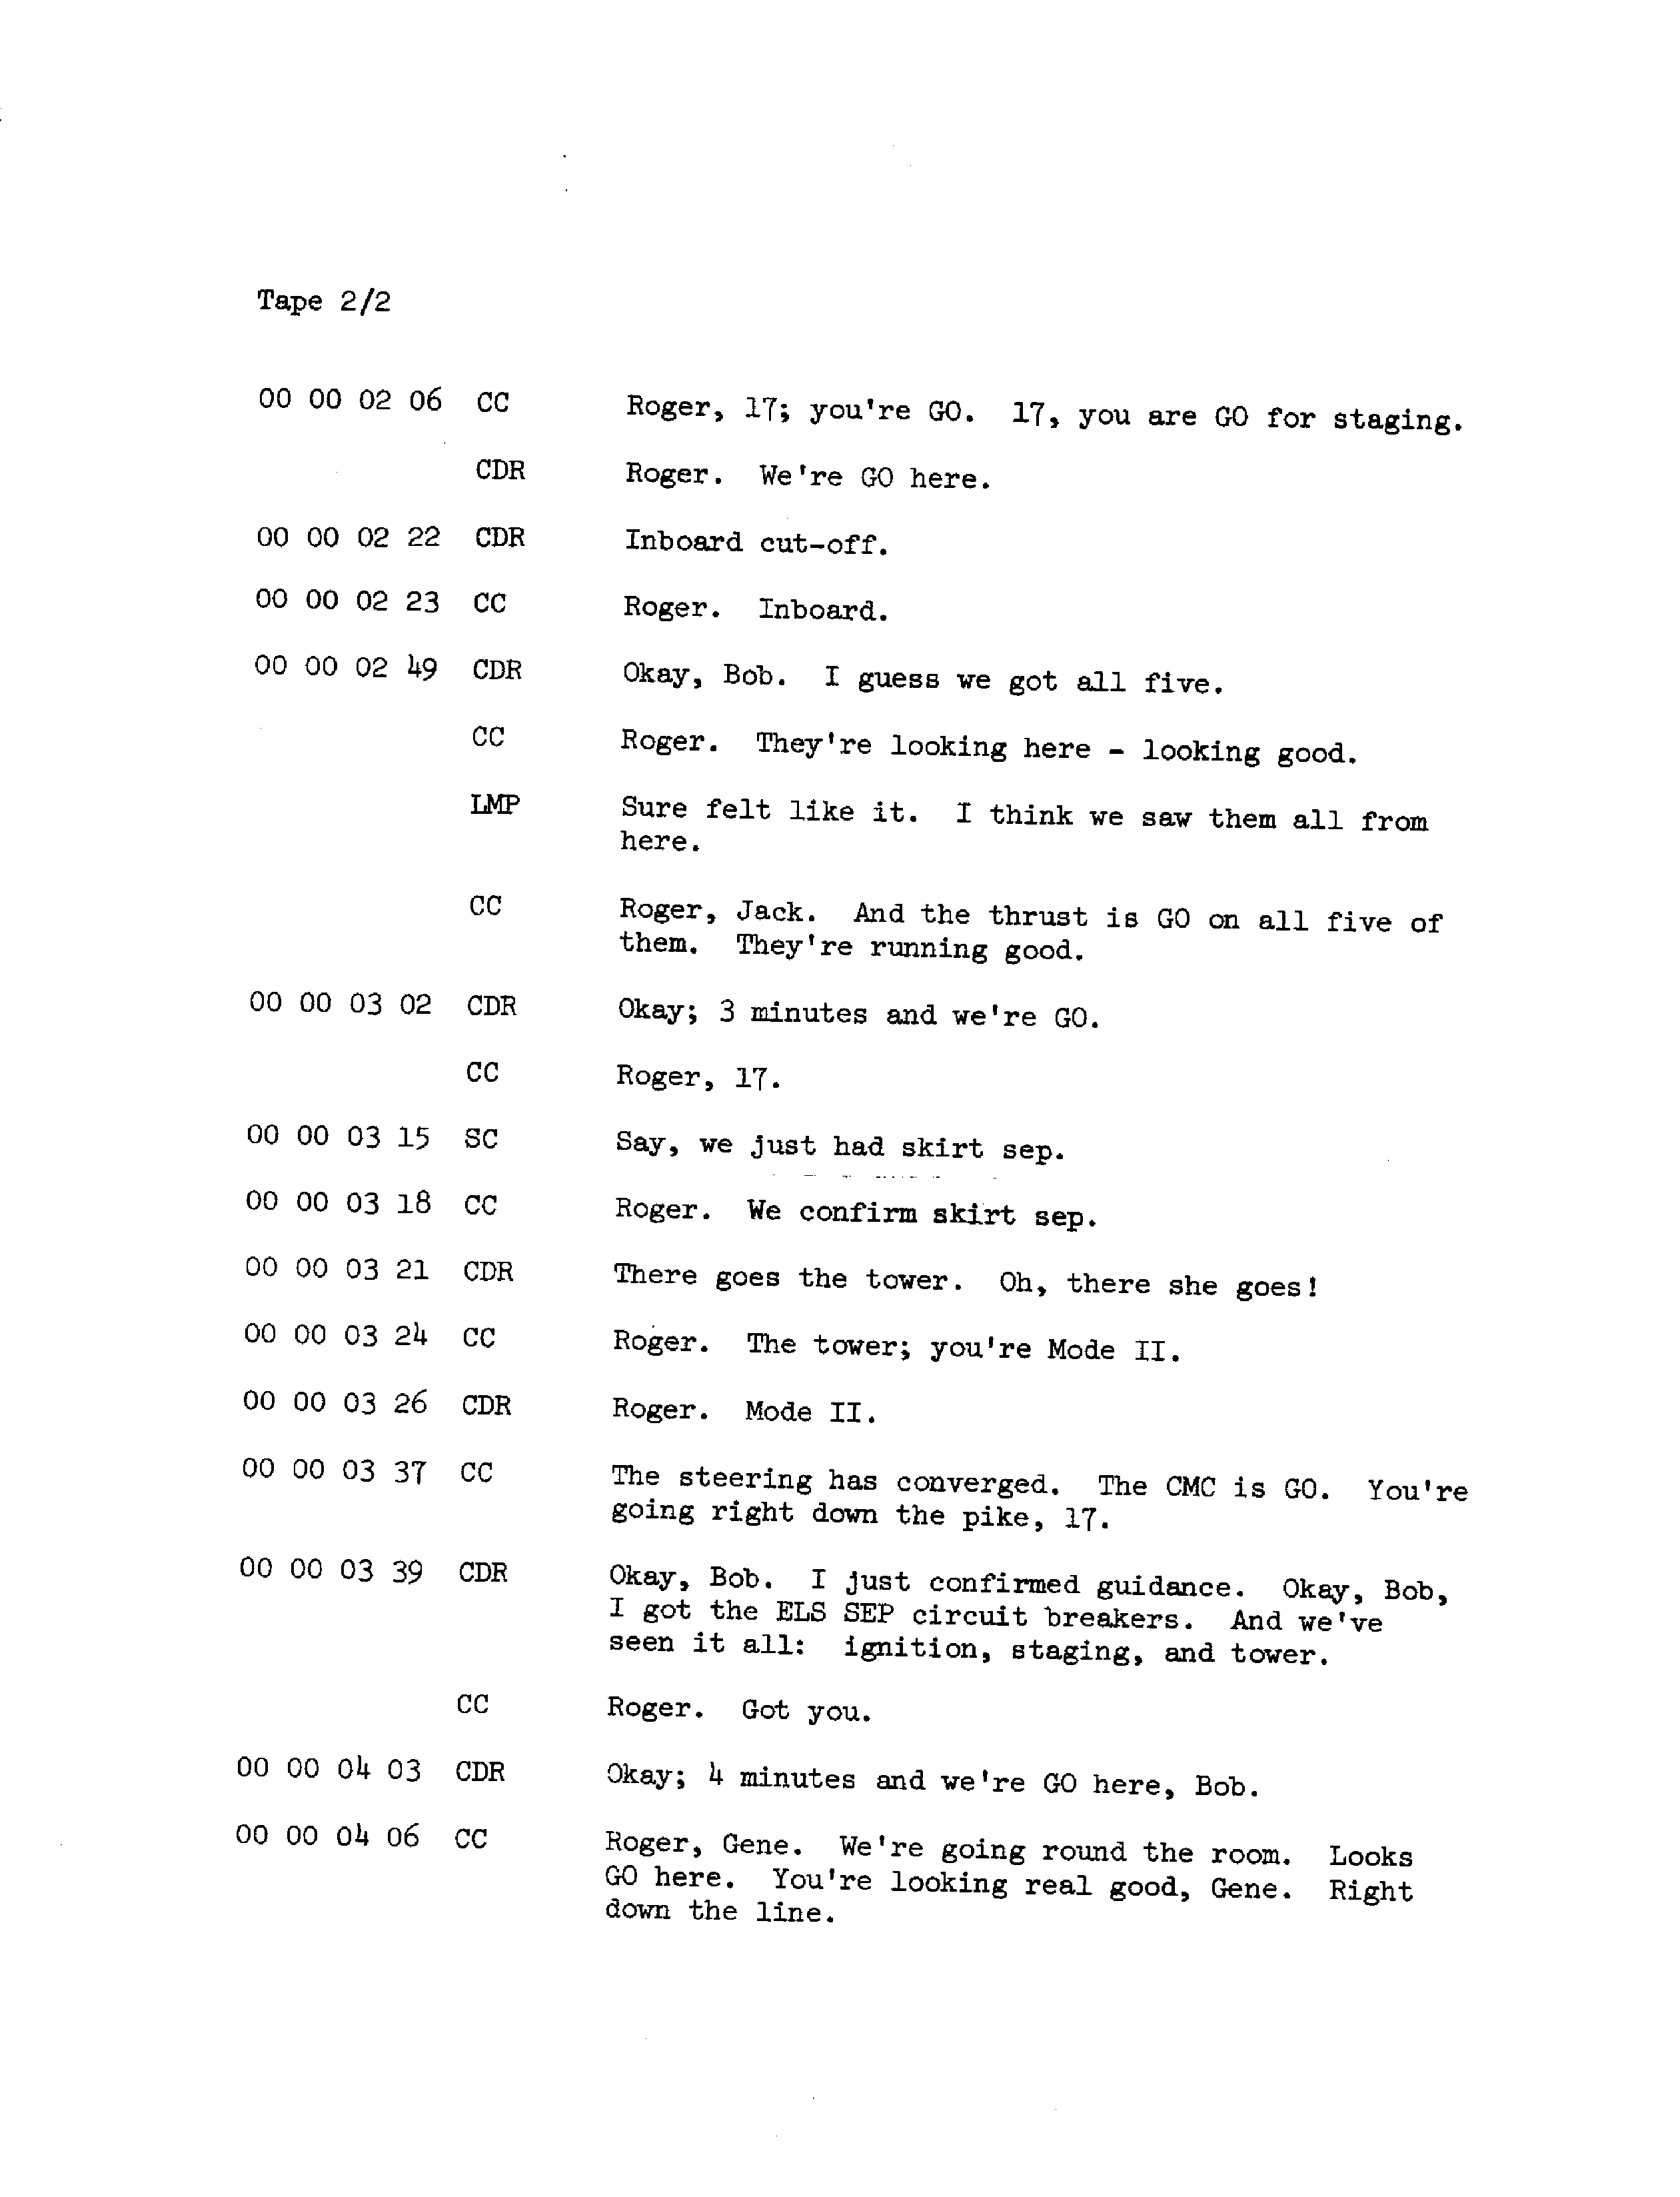 Tape 2/2
00 00 02 06 CC Roger, 17; you're GO. 17, you are GO for staging.
CDR Roger. We're GO here.
00 00 02 22 CDR Inboard cut-off.
00 00 02 23 CC Roger. Inboard.
00 00 02 49 CDR Okay, Bob. I guess we got all five.
CC Roger. They're looking here - looking good.
LMP Sure felt like it. I think we saw them all from
here.
CC Roger, Jack. And the thrust is GO on all five of
them. They're running good.
00 00 03 02 CDR Okay; 3 minutes and we're GO.
CC Roger, 17.
00 00 03 15 SC Say, we just had skirt sep.
00 00 03 18 CC Roger. We confirm skirt sep.
00 00 03 21 CDR There goes the tower. Oh, there she goes!
00 00 03 24 CC Roger. The tower; you're Mode II.
00 00 03 26 CDR Roger. Mode II.
00 00 03 37 CC The steering has converged. The CMC is GO. You're
going right down the pike, 17.
00 00 03 39 CDR Okay, Bob. I just confirmed guidance. Okay, Bob,
I got the ELS SEP circuit breakers. And we've
seen it all: ignition, staging, and tower.
CC Roger. Got you.
00 00 04 03 CDR Okay; 4 minutes and we're GO here, Bob.
00 00 04 06 CC Roger, Gene. We're going round the room. Looks
GO here. You're looking real good, Gene. Right
down the line.